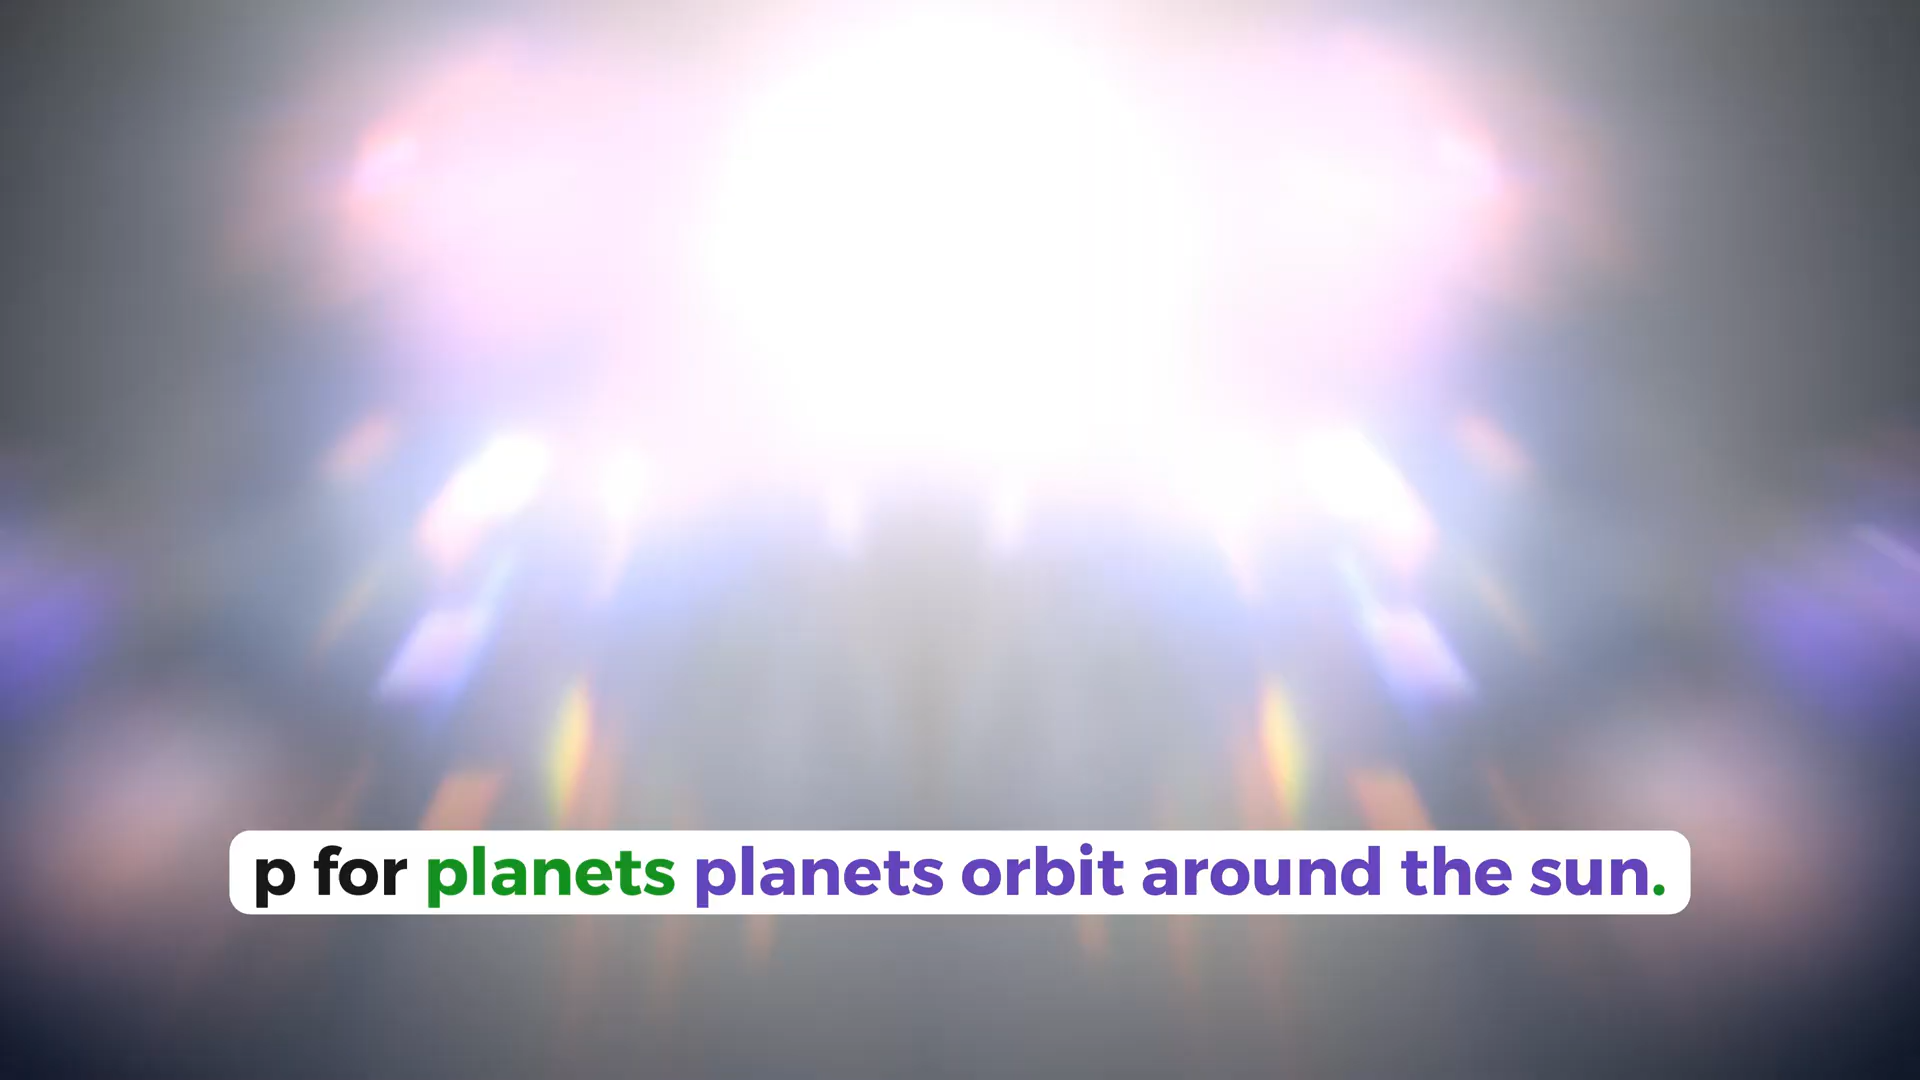 p for planets planets orbit around the sun.